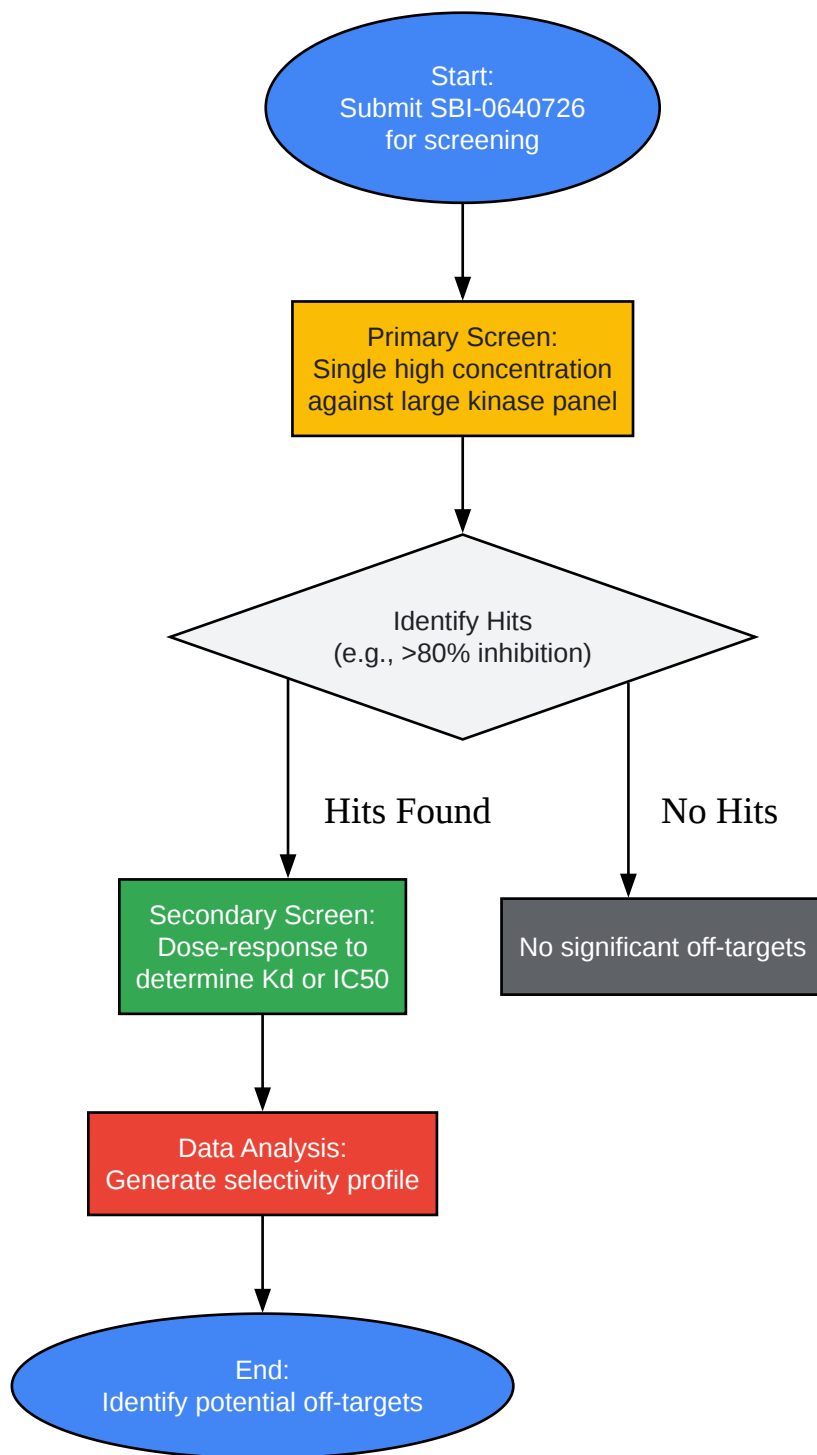 Start:
Submit SBI-0640726
for screening
Primary Screen:
Single high concentration
against large kinase panel
Identify Hits
(e.g., >80% inhibition)
Hits Found
No Hits
Secondary Screen:
Dose-response to
determine Kd or IC50
No significant off-targets
Data Analysis:
Generate selectivity profile
End:
Identify potential off-targets